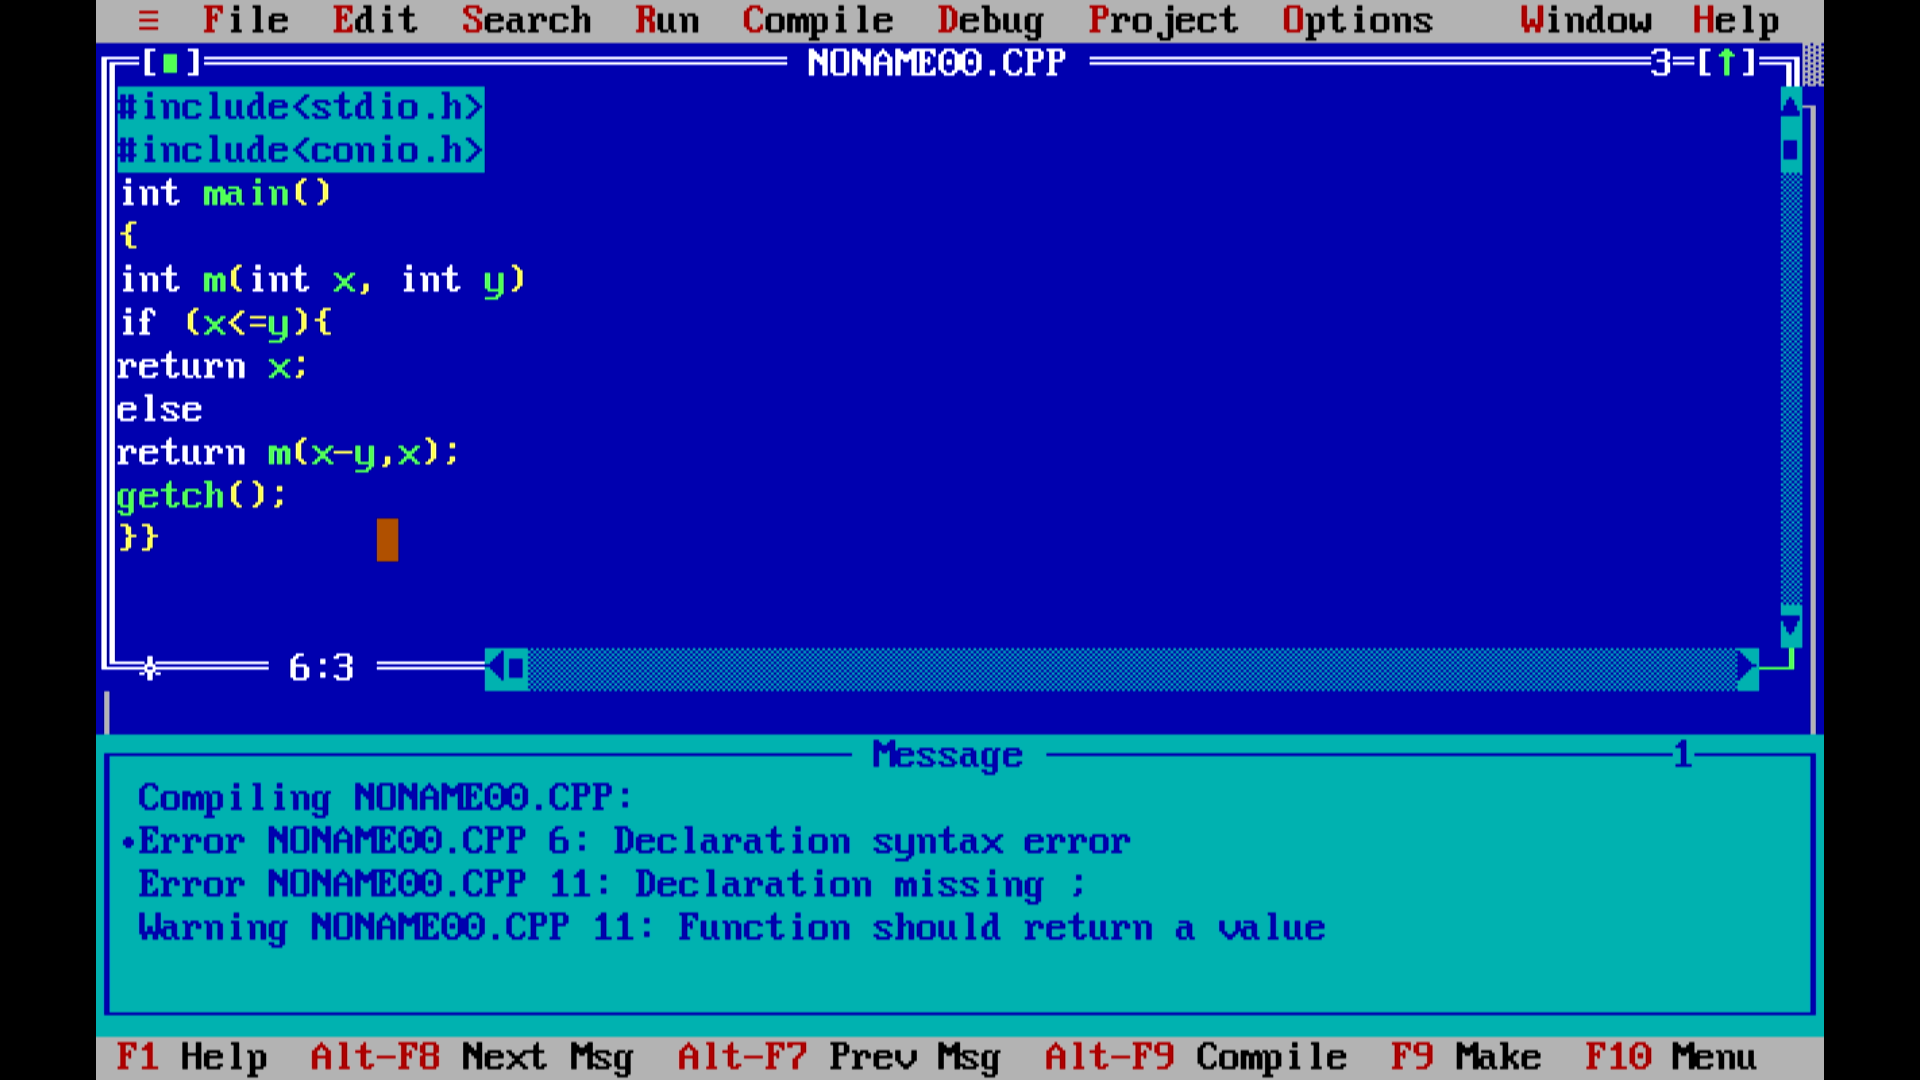 ≡ File Edit Search Run Compile Debug Project Options Window Help
[■] NONAME00.CPP 3=[↑]
#include<stdio.h>
#include<conio.h>
int main()
{
int m(int x, int y)
if (x<=y){
return x;
else
return m(x-y,x);
getch();
}}
6:3
Message 1
Compiling NONAME00.CPP:
•Error NONAME00.CPP 6: Declaration syntax error
Error NONAME00.CPP 11: Declaration missing ;
Warning NONAME00.CPP 11: Function should return a value
F1 Help Alt-F8 Next Msg Alt-F7 Prev Msg Alt-F9 Compile F9 Make F10 Menu